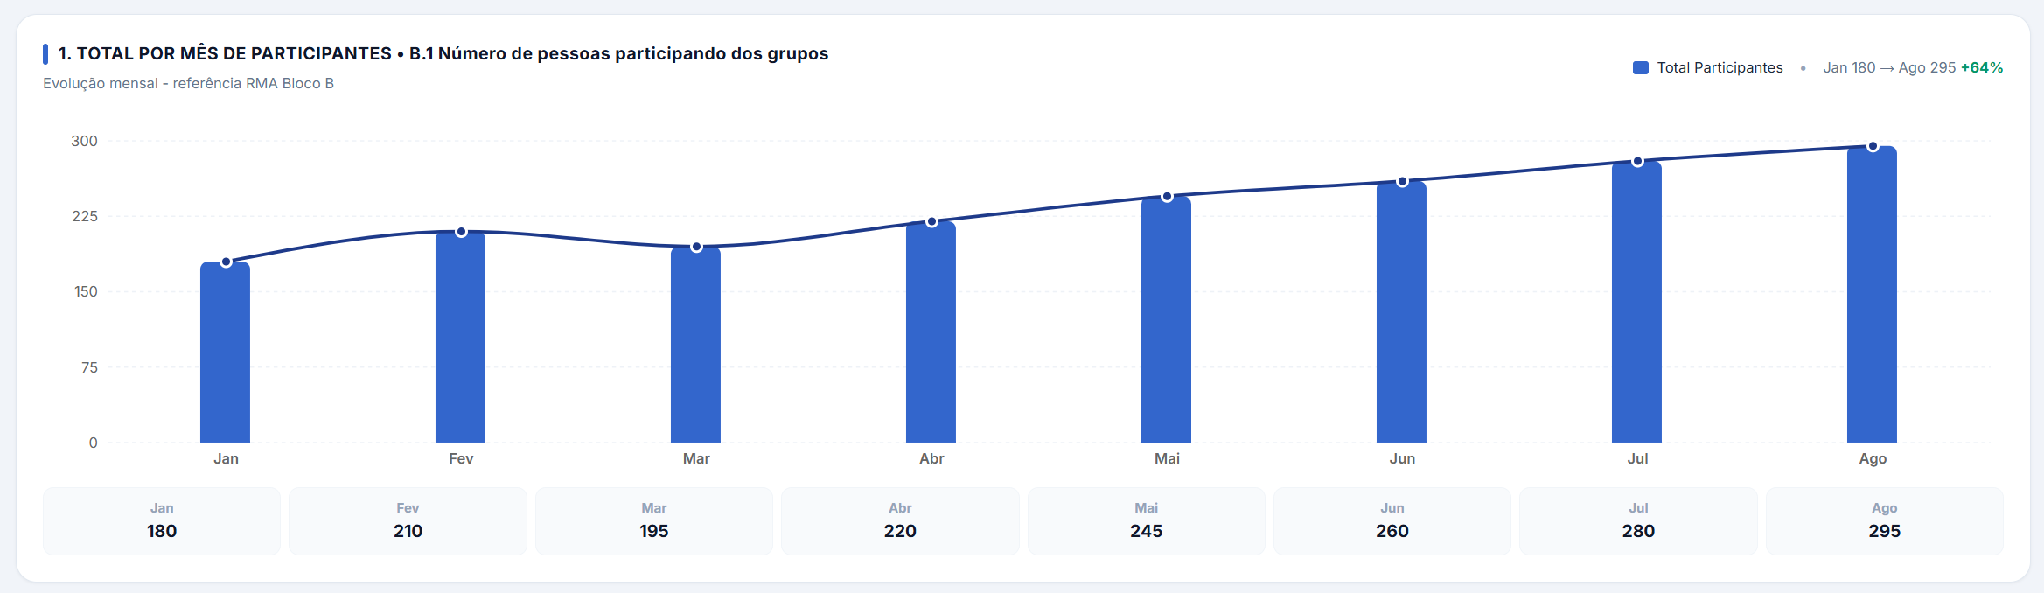 1. TOTAL POR MÊS DE PARTICIPANTES • B.1 Número de pessoas participando dos grupos
Evolução mensal - referência RMA Bloco B
Total Participantes • Jan 180 → Ago 295 +64%
300
225
150
75
0
Jan Fev Mar Abr Mai Jun Jul Ago
Jan Fev Mar Abr Mai Jun Jul Ago
180 210 195 220 245 260 280 295